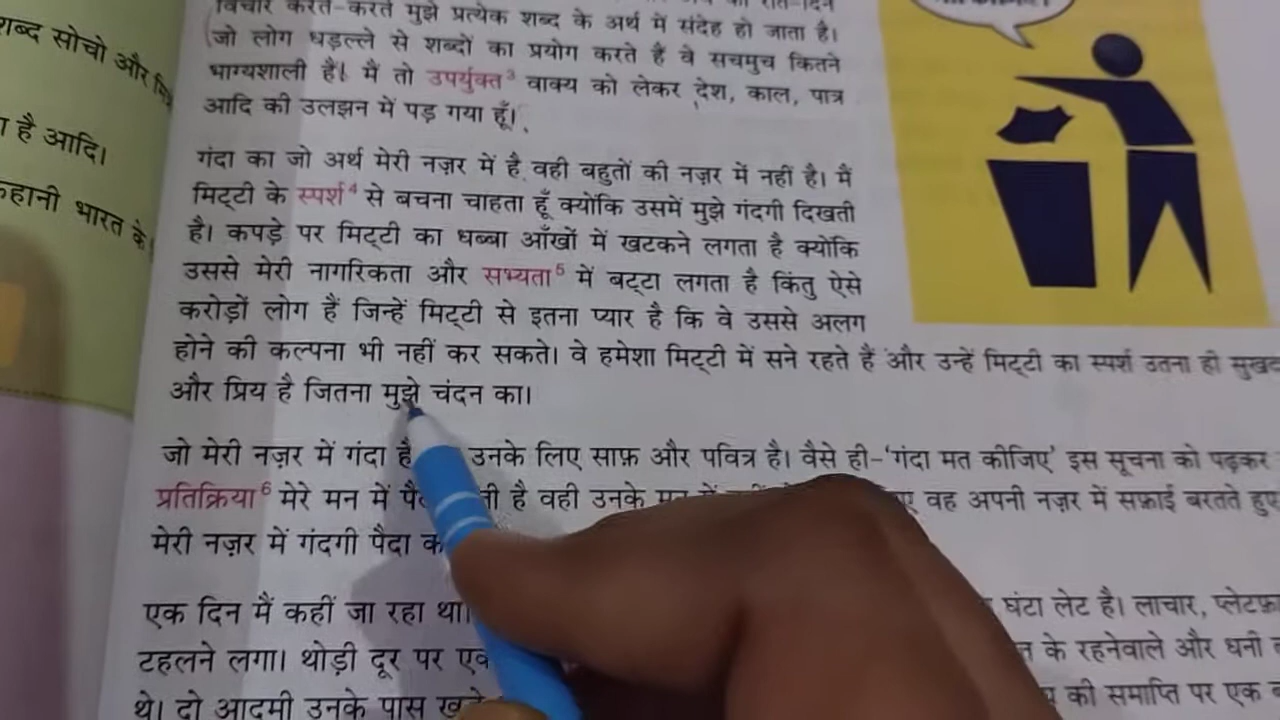 शब्द सोचो और
है आदि।
कहानी भारत के
विचार करते-करते मुझे प्रत्येक शब्द के अर्थ में संदेह हो जाता है।
जो लोग धड़ल्ले से शब्दों का प्रयोग करते हैं वे सचमुच कितने
भाग्यशाली हैं। मैं तो उपर्युक्त³ वाक्य को लेकर देश, काल, पात्र
आदि की उलझन में पड़ गया हूँ।
गंदा का जो अर्थ मेरी नज़र में है वही बहुतों की नज़र में नहीं है। मैं
मिट्टी के स्पर्श⁴ से बचना चाहता हूँ क्योंकि उसमें मुझे गंदगी दिखती
है। कपड़े पर मिट्टी का धब्बा आँखों में खटकने लगता है क्योंकि
उससे मेरी नागरिकता और सभ्यता⁵ में बट्टा लगता है किंतु ऐसे
करोड़ों लोग हैं जिन्हें मिट्टी से इतना प्यार है कि वे उससे अलग
होने की कल्पना भी नहीं कर सकते। वे हमेशा मिट्टी में सने रहते हैं और उन्हें मिट्टी का स्पर्श उतना ही सुखद
और प्रिय है जितना मुझे चंदन का।
जो मेरी नज़र में गंदा है उनके लिए साफ़ और पवित्र है। वैसे ही-‘गंदा मत कीजिए’ इस सूचना को पढ़कर
प्रतिक्रिया⁶ मेरे मन में है वही उनके वह अपनी नज़र में सफ़ाई बरतते हुए
मेरी नज़र में गंदगी पैदा
एक दिन मैं कहीं जा रहा था। घंटा लेट है। लाचार,
टहलने लगा। थोड़ी दूर पर के रहनेवाले और धनी
थे। दो आदमी उनके पास की समाप्ति पर एक